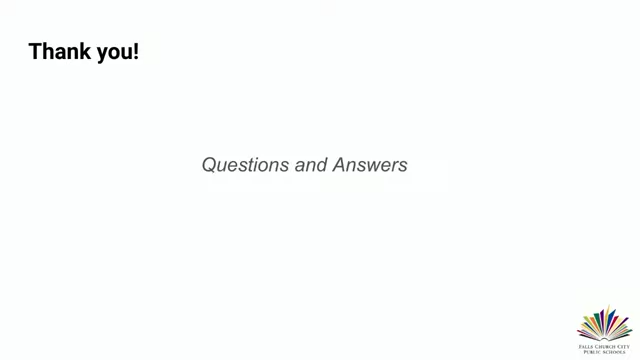 Thank you!
Questions and Answers
FALLS CHURCH CITY
PUBLIC SCHOOLS